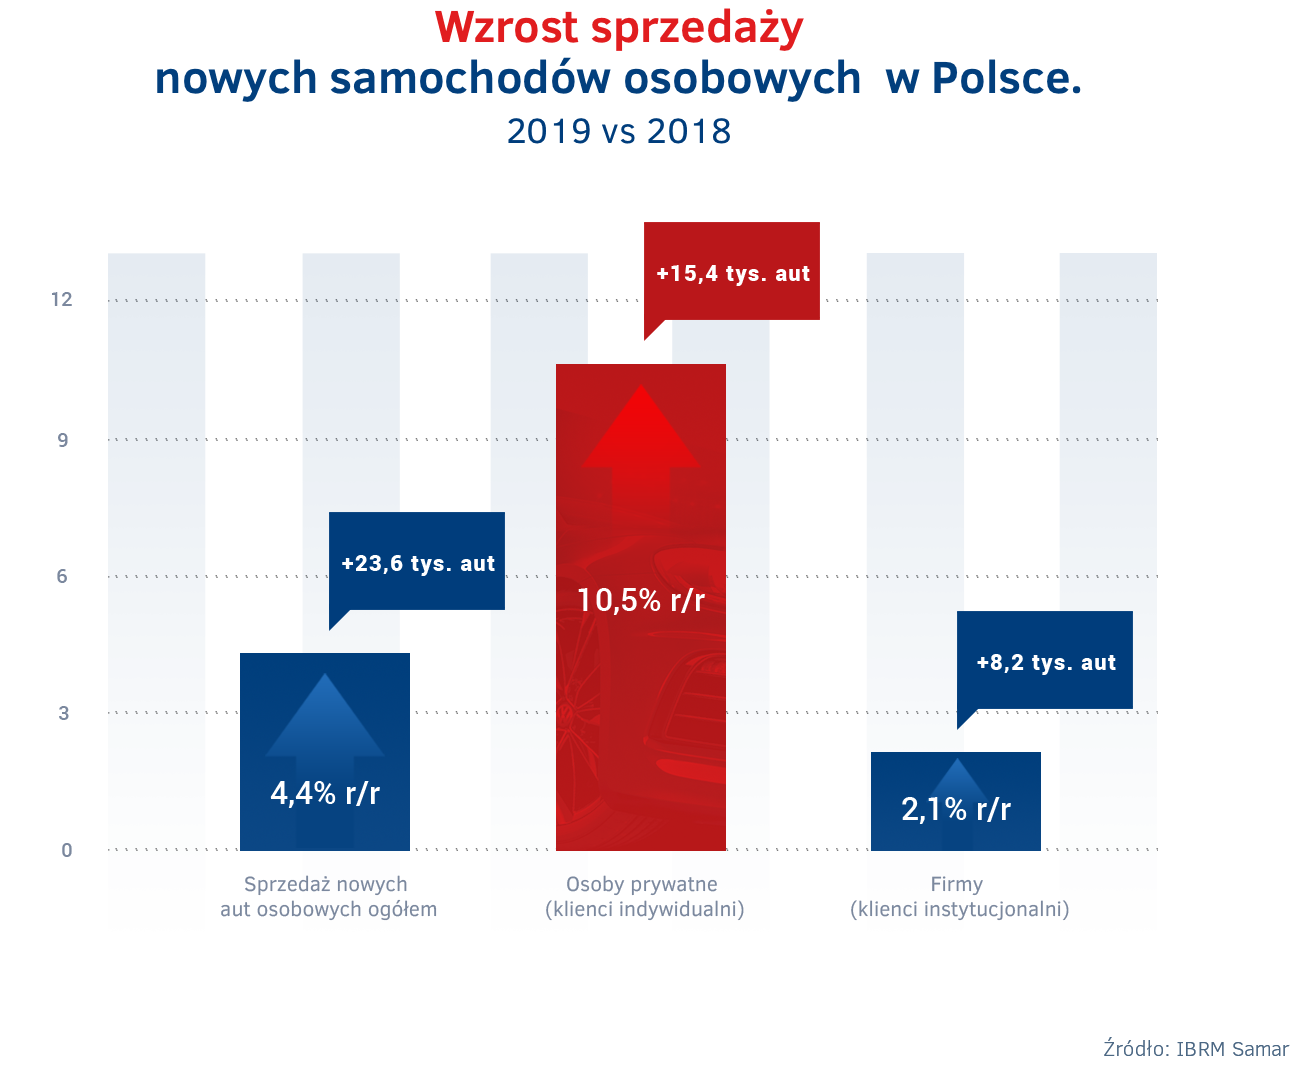 Wzrost sprzedaży
nowych samochodów osobowych w Polsce.
2019 vs 2018
+15,4 tys. aut
12
9
+23,6 tys. aut
6
10,5% r/r
+8,2 tys. aut
3
4,4% r/r
2,1% r/r
0
Sprzedaż nowych
aut osobowych ogółem
Osoby prywatne
(klienci indywidualni)
Firmy
(klienci instytucjonalni)
Źródło: IBRM Samar